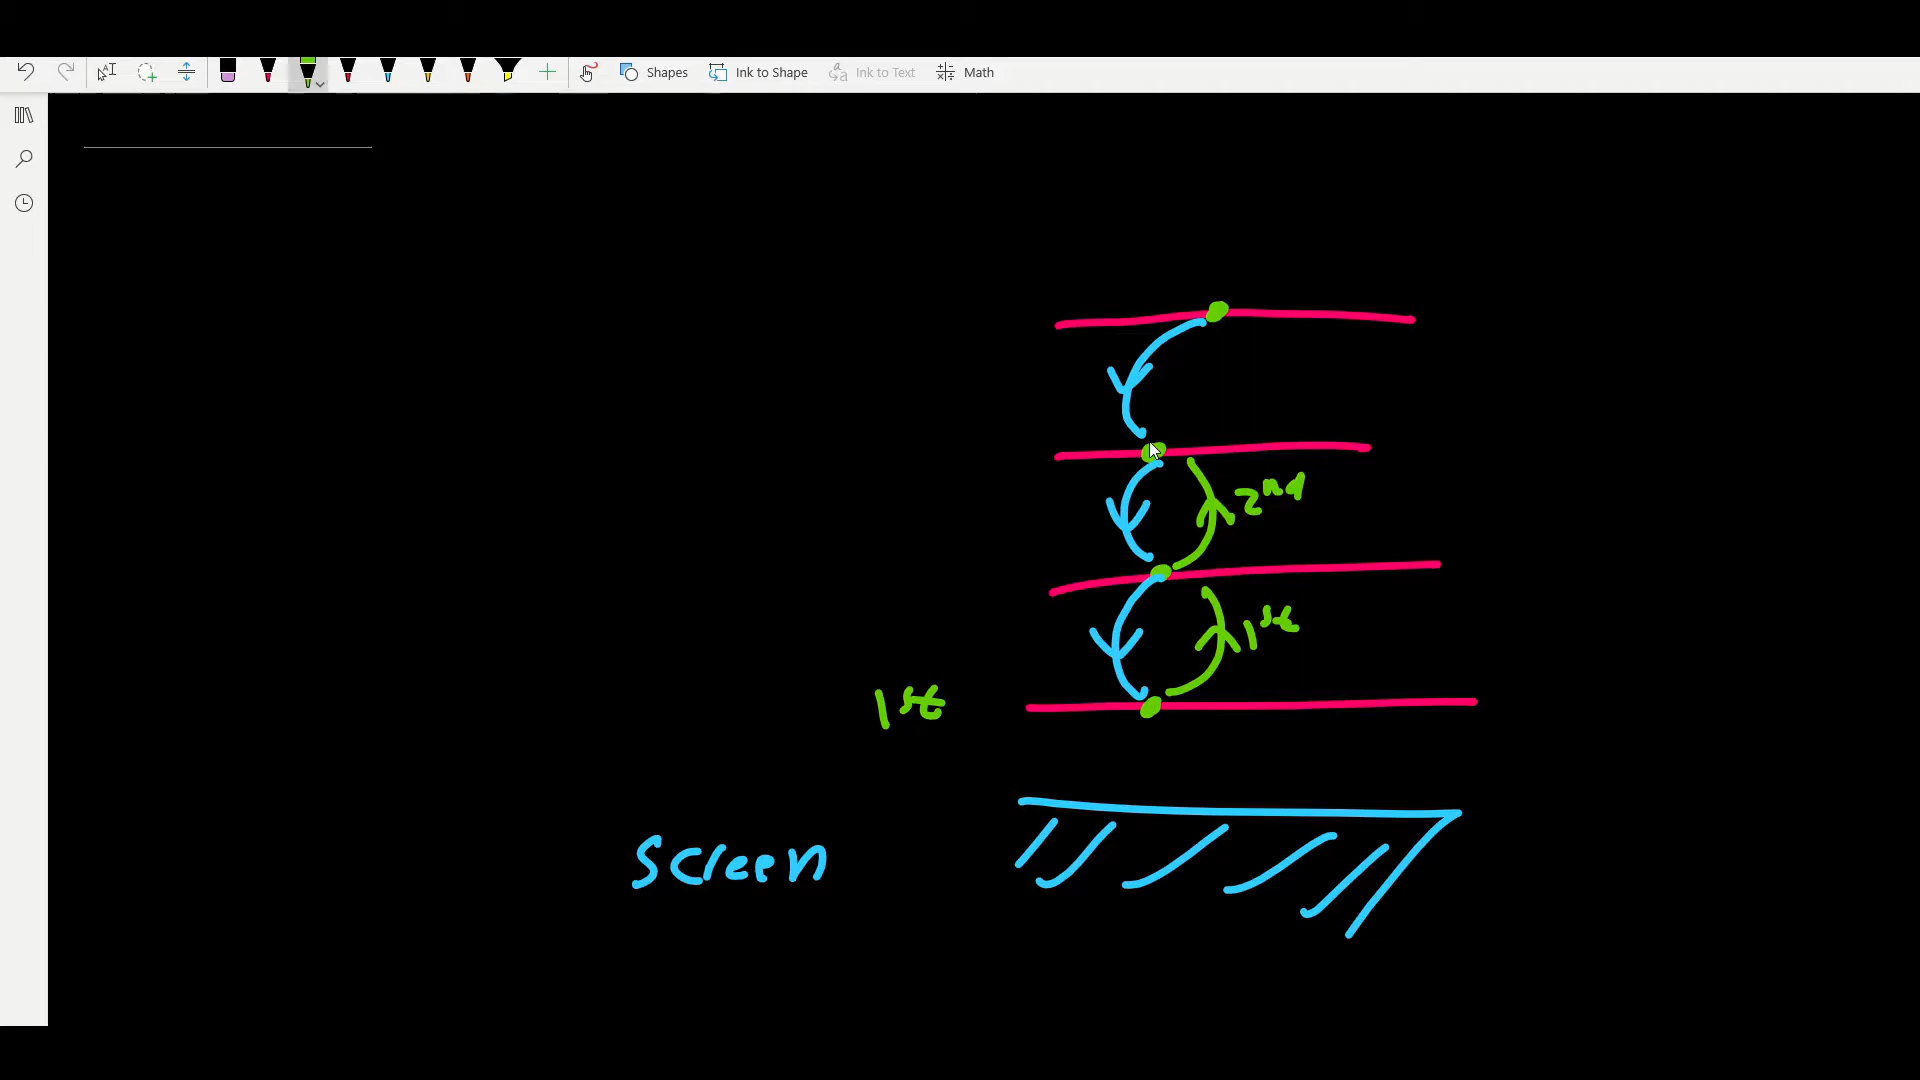 Shapes Ink to Shape Ink to Text Math
2nd
1st
1st
Screen